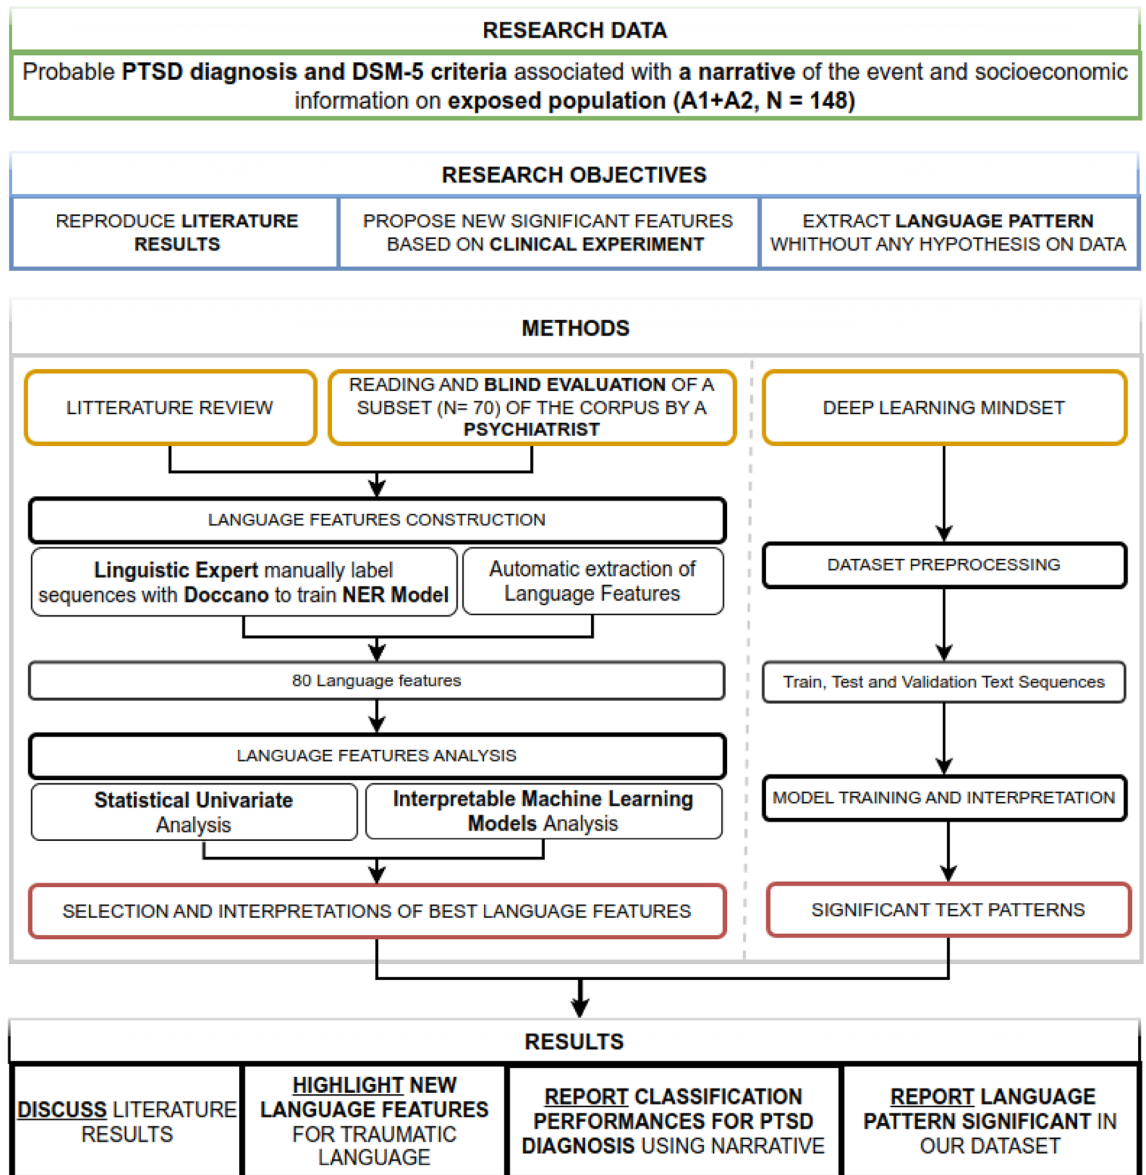 RESEARCH DATA
Probable PTSD diagnosis and DSM-5 criteria associated with a narrative of the event and socioeconomic
information on exposed population (A1+A2, N = 148)
RESEARCH OBJECTIVES
REPRODUCE LITERATURE
RESULTS
PROPOSE NEW SIGNIFICANT FEATURES
BASED ON CLINICAL EXPERIMENT
EXTRACT LANGUAGE PATTERN
WHITHOUT ANY HYPOTHESIS ON DATA
METHODS
LITTERATURE REVIEW
READING AND BLIND EVALUATION OF A
SUBSET (N= 70) OF THE CORPUS BY A
PSYCHIATRIST
DEEP LEARNING MINDSET
LANGUAGE FEATURES CONSTRUCTION
Linguistic Expert manually label
sequences with Doccano to train NER Model
Automatic extraction of
Language Features
DATASET PREPROCESSING
80 Language features
Train, Test and Validation Text Sequences
LANGUAGE FEATURES ANALYSIS
Statistical Univariate
Analysis
Interpretable Machine Learning
Models Analysis
MODEL TRAINING AND INTERPRETATION
SELECTION AND INTERPRETATIONS OF BEST LANGUAGE FEATURES
SIGNIFICANT TEXT PATTERNS
RESULTS
DISCUSS LITERATURE
RESULTS
HIGHLIGHT NEW
LANGUAGE FEATURES
FOR TRAUMATIC
LANGUAGE
REPORT CLASSIFICATION
PERFORMANCES FOR PTSD
DIAGNOSIS USING NARRATIVE
REPORT LANGUAGE
PATTERN SIGNIFICANT IN
OUR DATASET